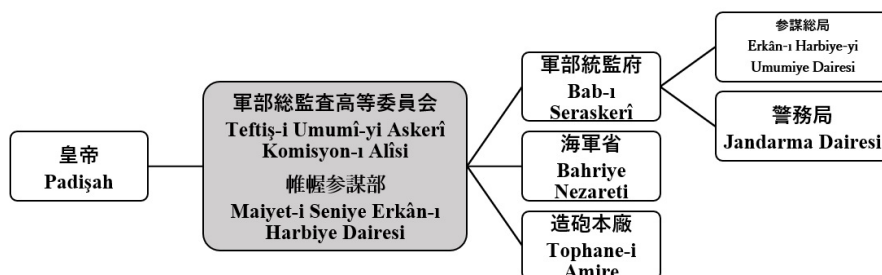 皇帝
Padişah
軍部総監査高等委員会
Teftiş-i Umumî-yi Askerî
Komisyon-ı Alîsi
帷幄参謀部
Maiyet-i Seniye Erkân-ı
Harbiye Dairesi
軍部統監府
Bab-ı
Seraskerî
海軍省
Bahriye
Nezareti
造砲本廠
Tophane-i
Amire
参謀総局
Erkân-ı Harbiye-yi
Umumiye Dairesi
警務局
Jandarma Dairesi